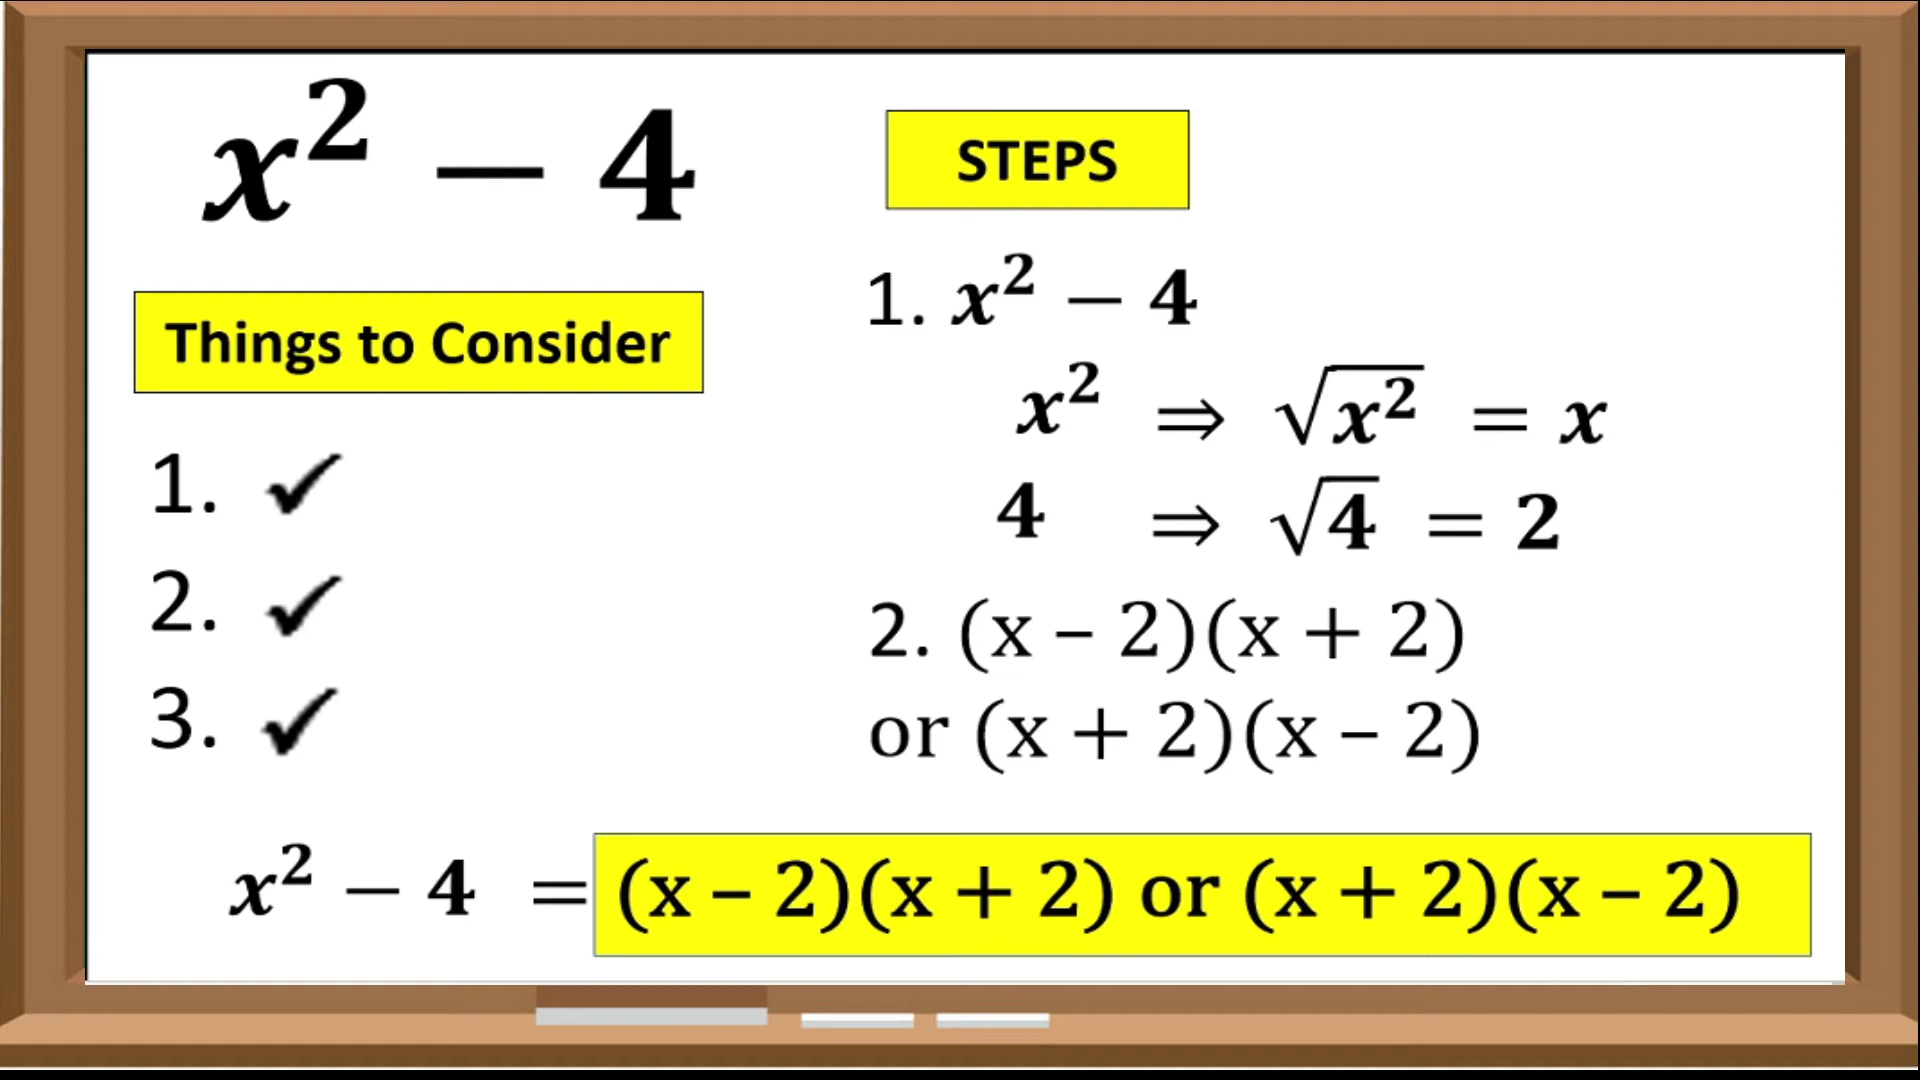 x² − 4
Things to Consider
1. ✓
2. ✓
3. ✓
STEPS
1. x² − 4
x² ⇒ √x² = x
4 ⇒ √4 = 2
2. (x – 2)(x + 2)
or (x + 2)(x – 2)
x² − 4 = (x – 2)(x + 2) or (x + 2)(x – 2)